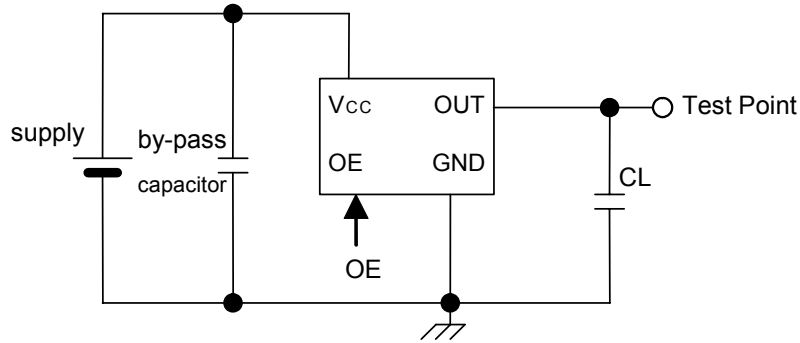 supply
by-pass
capacitor
Vcc OUT
OE GND
OE
Test Point
CL